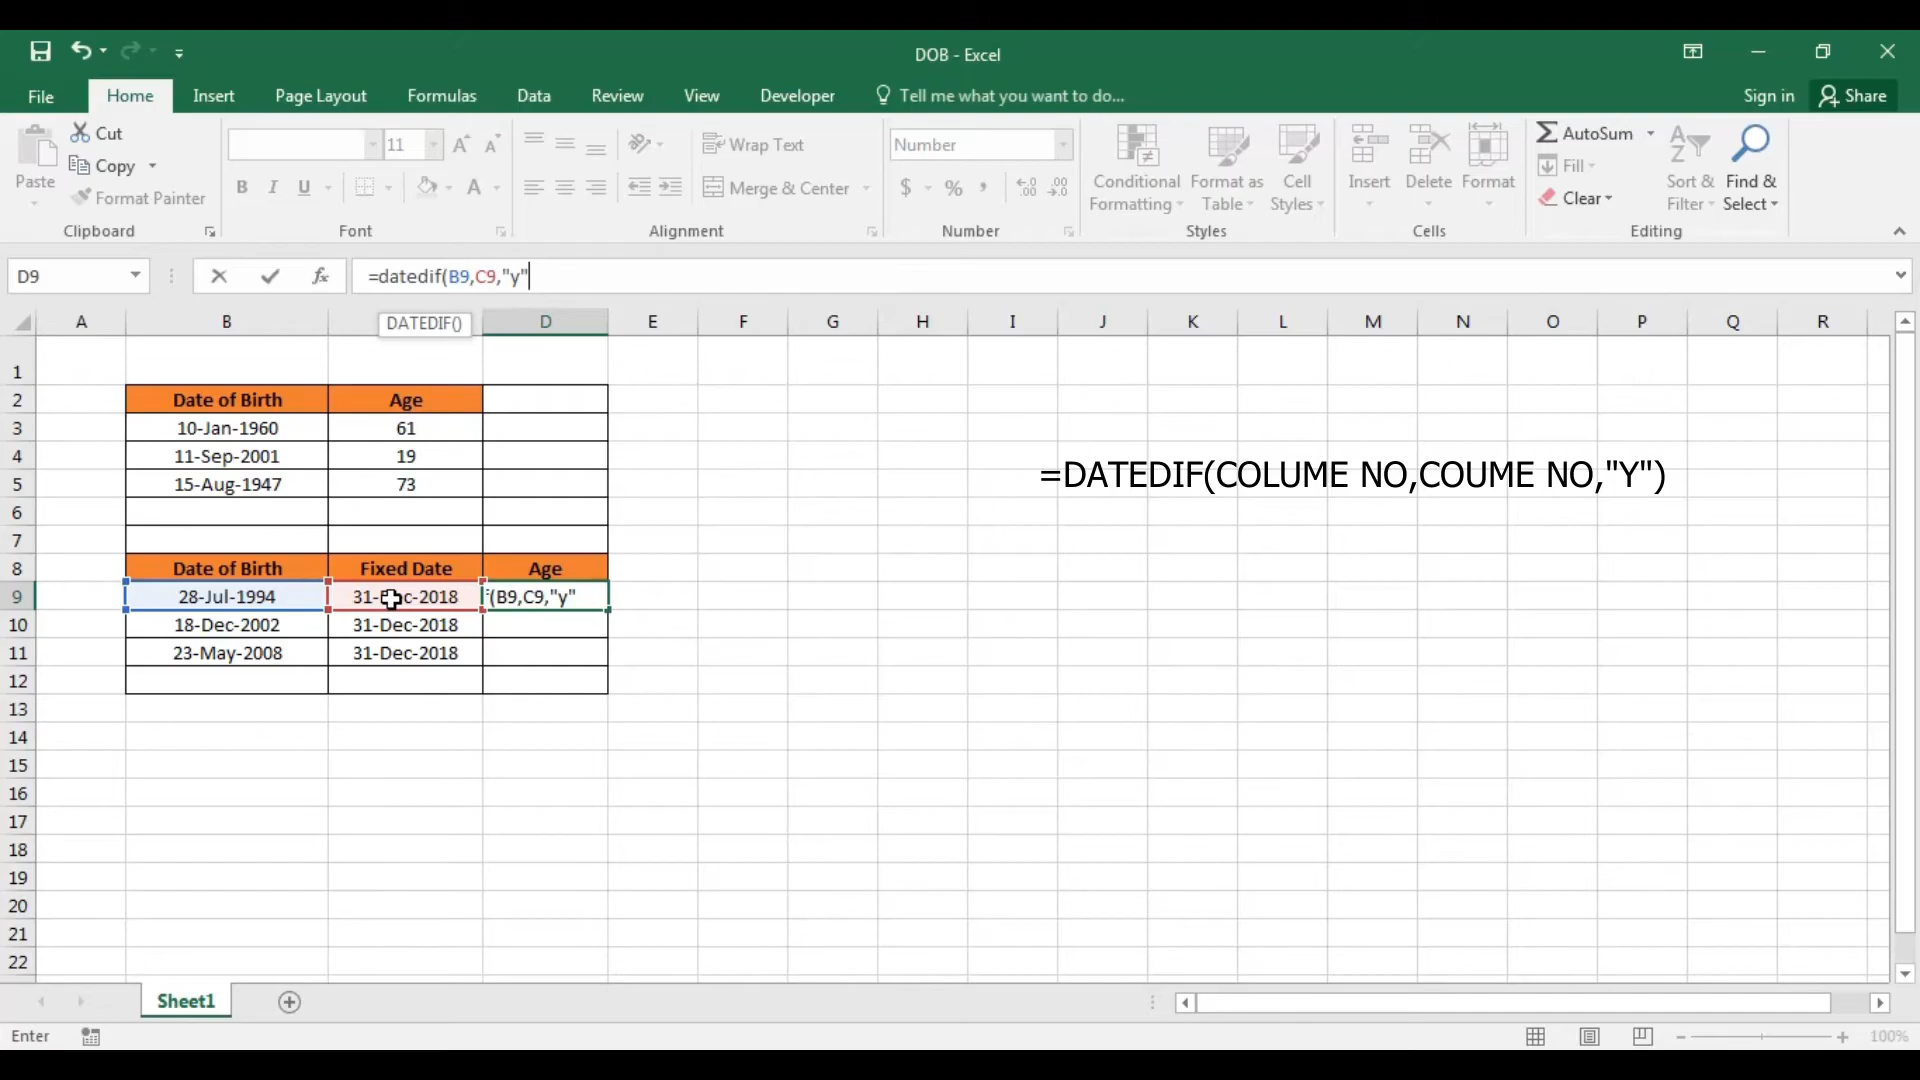 DOB - Excel
File Home Insert Page Layout Formulas Data Review View Developer Tell me what you want to do... Sign in Share
Paste Cut Copy Format Painter Clipboard
11 B I U A Font
Wrap Text Merge & Center Alignment
Number $ % , Number
Conditional Formatting Format as Table Cell Styles Styles
Insert Delete Format Cells
AutoSum Fill Clear Sort & Filter Find & Select Editing
D9 fx =datedif(B9,C9,"y"
DATEDIF()
A B D E F G H I J K L M N O P Q R
1
2 Date of Birth Age
3 10-Jan-1960 61
4 11-Sep-2001 19
5 15-Aug-1947 73
=DATEDIF(COLUME NO,COUME NO,"Y")
6
7
8 Date of Birth Fixed Date Age
9 28-Jul-1994 31-Dec-2018 f(B9,C9,"y"
10 18-Dec-2002 31-Dec-2018
11 23-May-2008 31-Dec-2018
12
13
14
15
16
17
18
19
20
21
22
Sheet1
Enter 100%